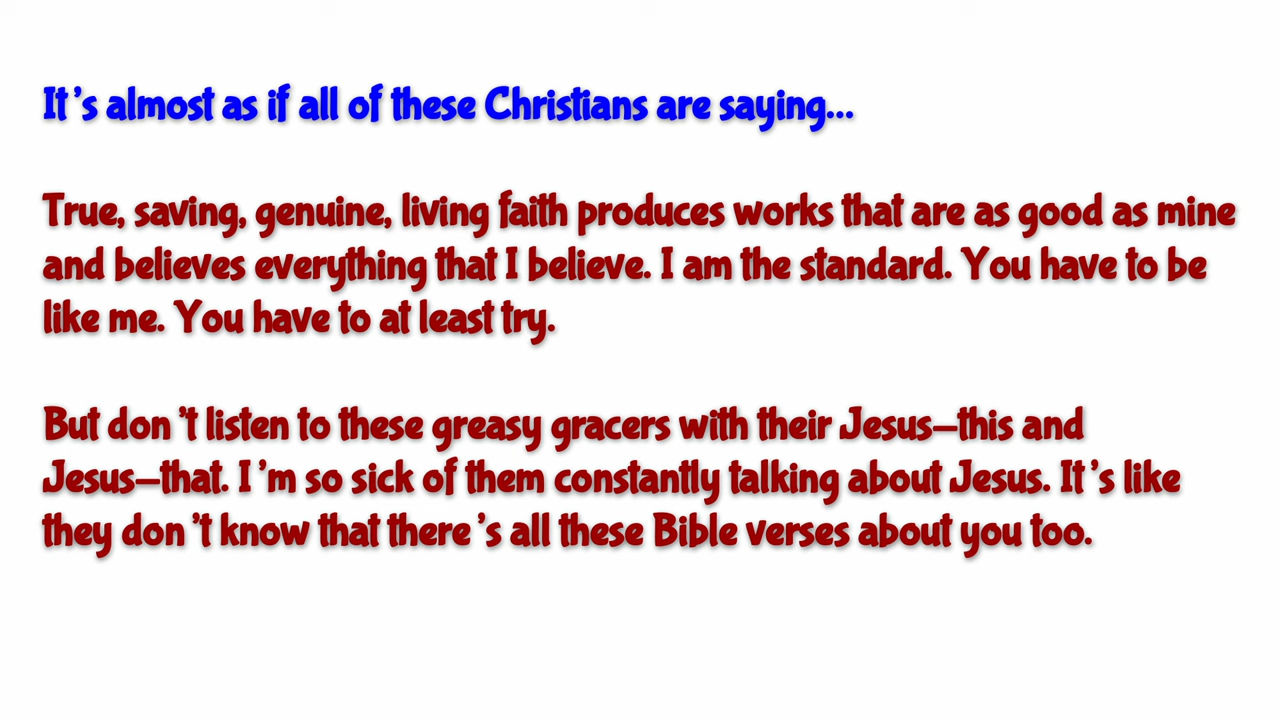 It's almost as if all of these Christians are saying...
True, saving, genuine, living faith produces works that are as good as mine
and believes everything that I believe. I am the standard. You have to be
like me. You have to at least try.
But don't listen to these greasy gracers with their Jesus-this and
Jesus-that. I'm so sick of them constantly talking about Jesus. It's like
they don't know that there's all these Bible verses about you too.